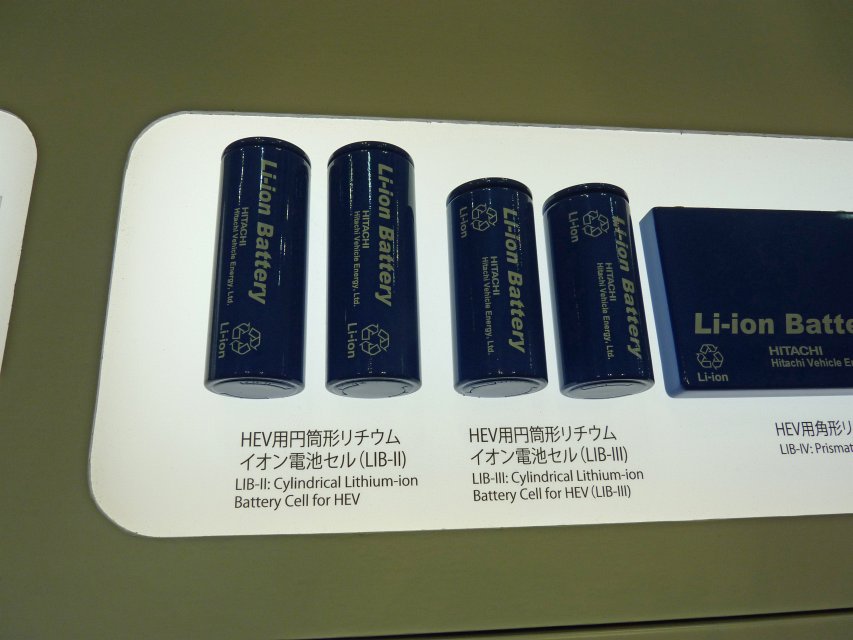 Li-ion Battery
HITACHI
Hitachi Vehicle Energy, Ltd.
Li-ion
Li-ion Battery
HITACHI
Hitachi Vehicle Energy, Ltd.
Li-ion
Li-ion
Li-ion Battery
HITACHI
Hitachi Vehicle Energy, Ltd.
Li-ion
Li-ion Battery
HITACHI
Hitachi Vehicle Energy, Ltd.
Li-ion Batte
HITACHI
Hitachi Vehicle
Li-ion
HEV用円筒形リチウム
イオン電池セル(LIB-II)
LIB-II: Cylindrical Lithium-ion
Battery Cell for HEV
HEV用円筒形リチウム
イオン電池セル(LIB-III)
LIB-III: Cylindrical Lithium-ion
Battery Cell for HEV (LIB-III)
HEV用角形リ
LIB-IV: Prismat